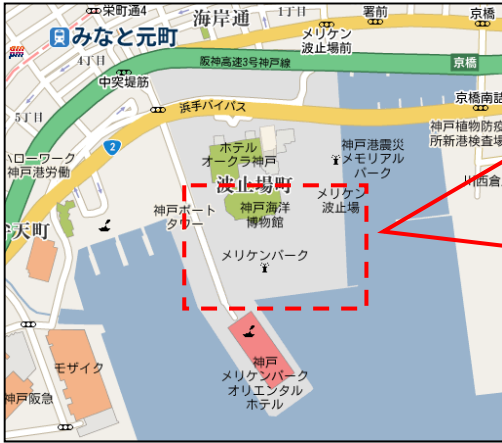 栄町通4
海岸通
1丁目
署前
京橋
みなと元町
メリケン
波止場前
4丁目
阪神高速3号神戸線
京橋
中突堤筋
浜手バイパス
京橋南詰
5丁目
2
神戸植物防疫
所新港検査場
ハローワーク
神戸港労働
ホテル
オークラ神戸
神戸港震災
メモリアル
パーク
波止場町
メリケン
波止場
川西倉
神戸ポート
タワー
神戸海洋
博物館
弁天町
メリケンパーク
モザイク
神戸阪急
神戸
メリケンパーク
オリエンタル
ホテル